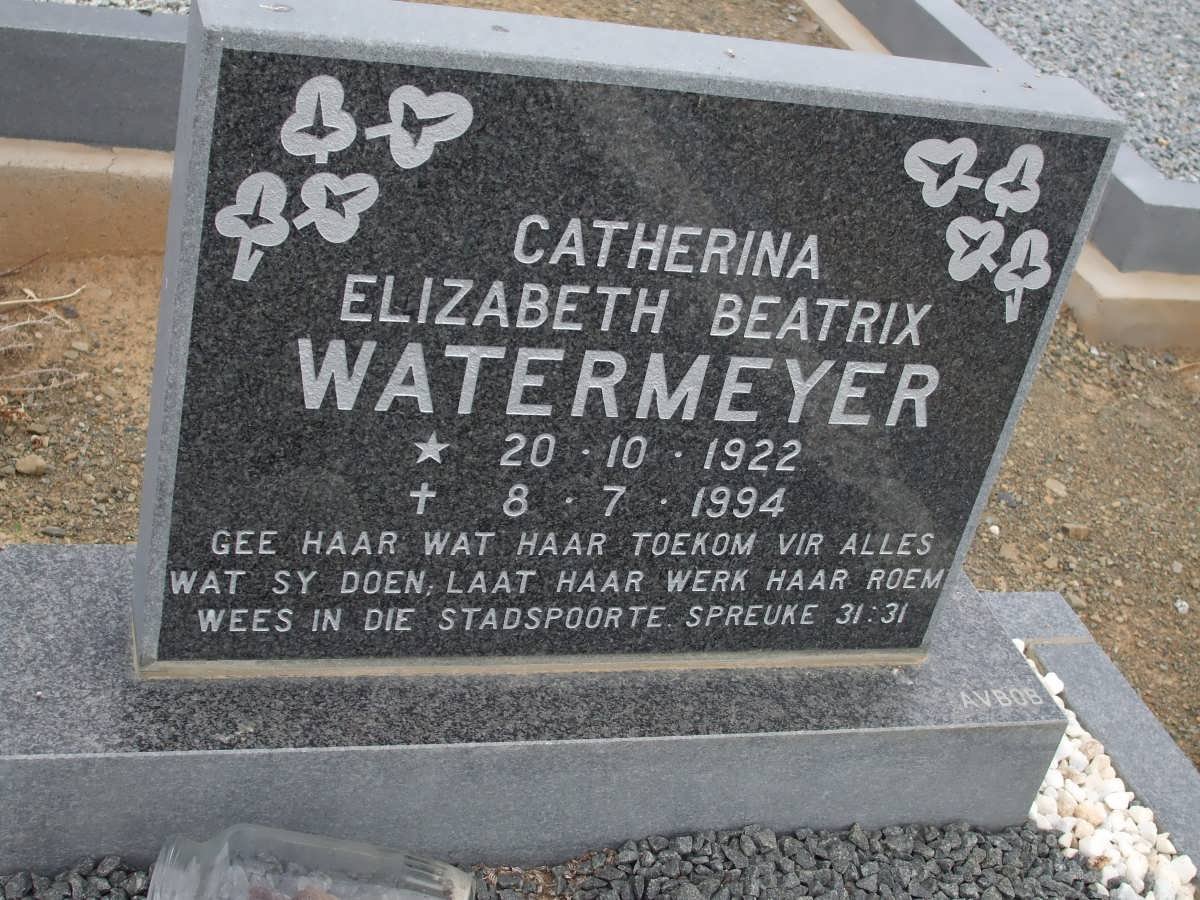 CATHERINA
ELIZABETH BEATRIX
WATERMEYER
★ 20 · 10 · 1922
✝ 8 · 7 · 1994
GEE HAAR WAT HAAR TOEKOM VIR ALLES
WAT SY DOEN; LAAT HAAR WERK HAAR ROEM
WEES IN DIE STADSPOORTE. SPREUKE 31:31
AVBOB